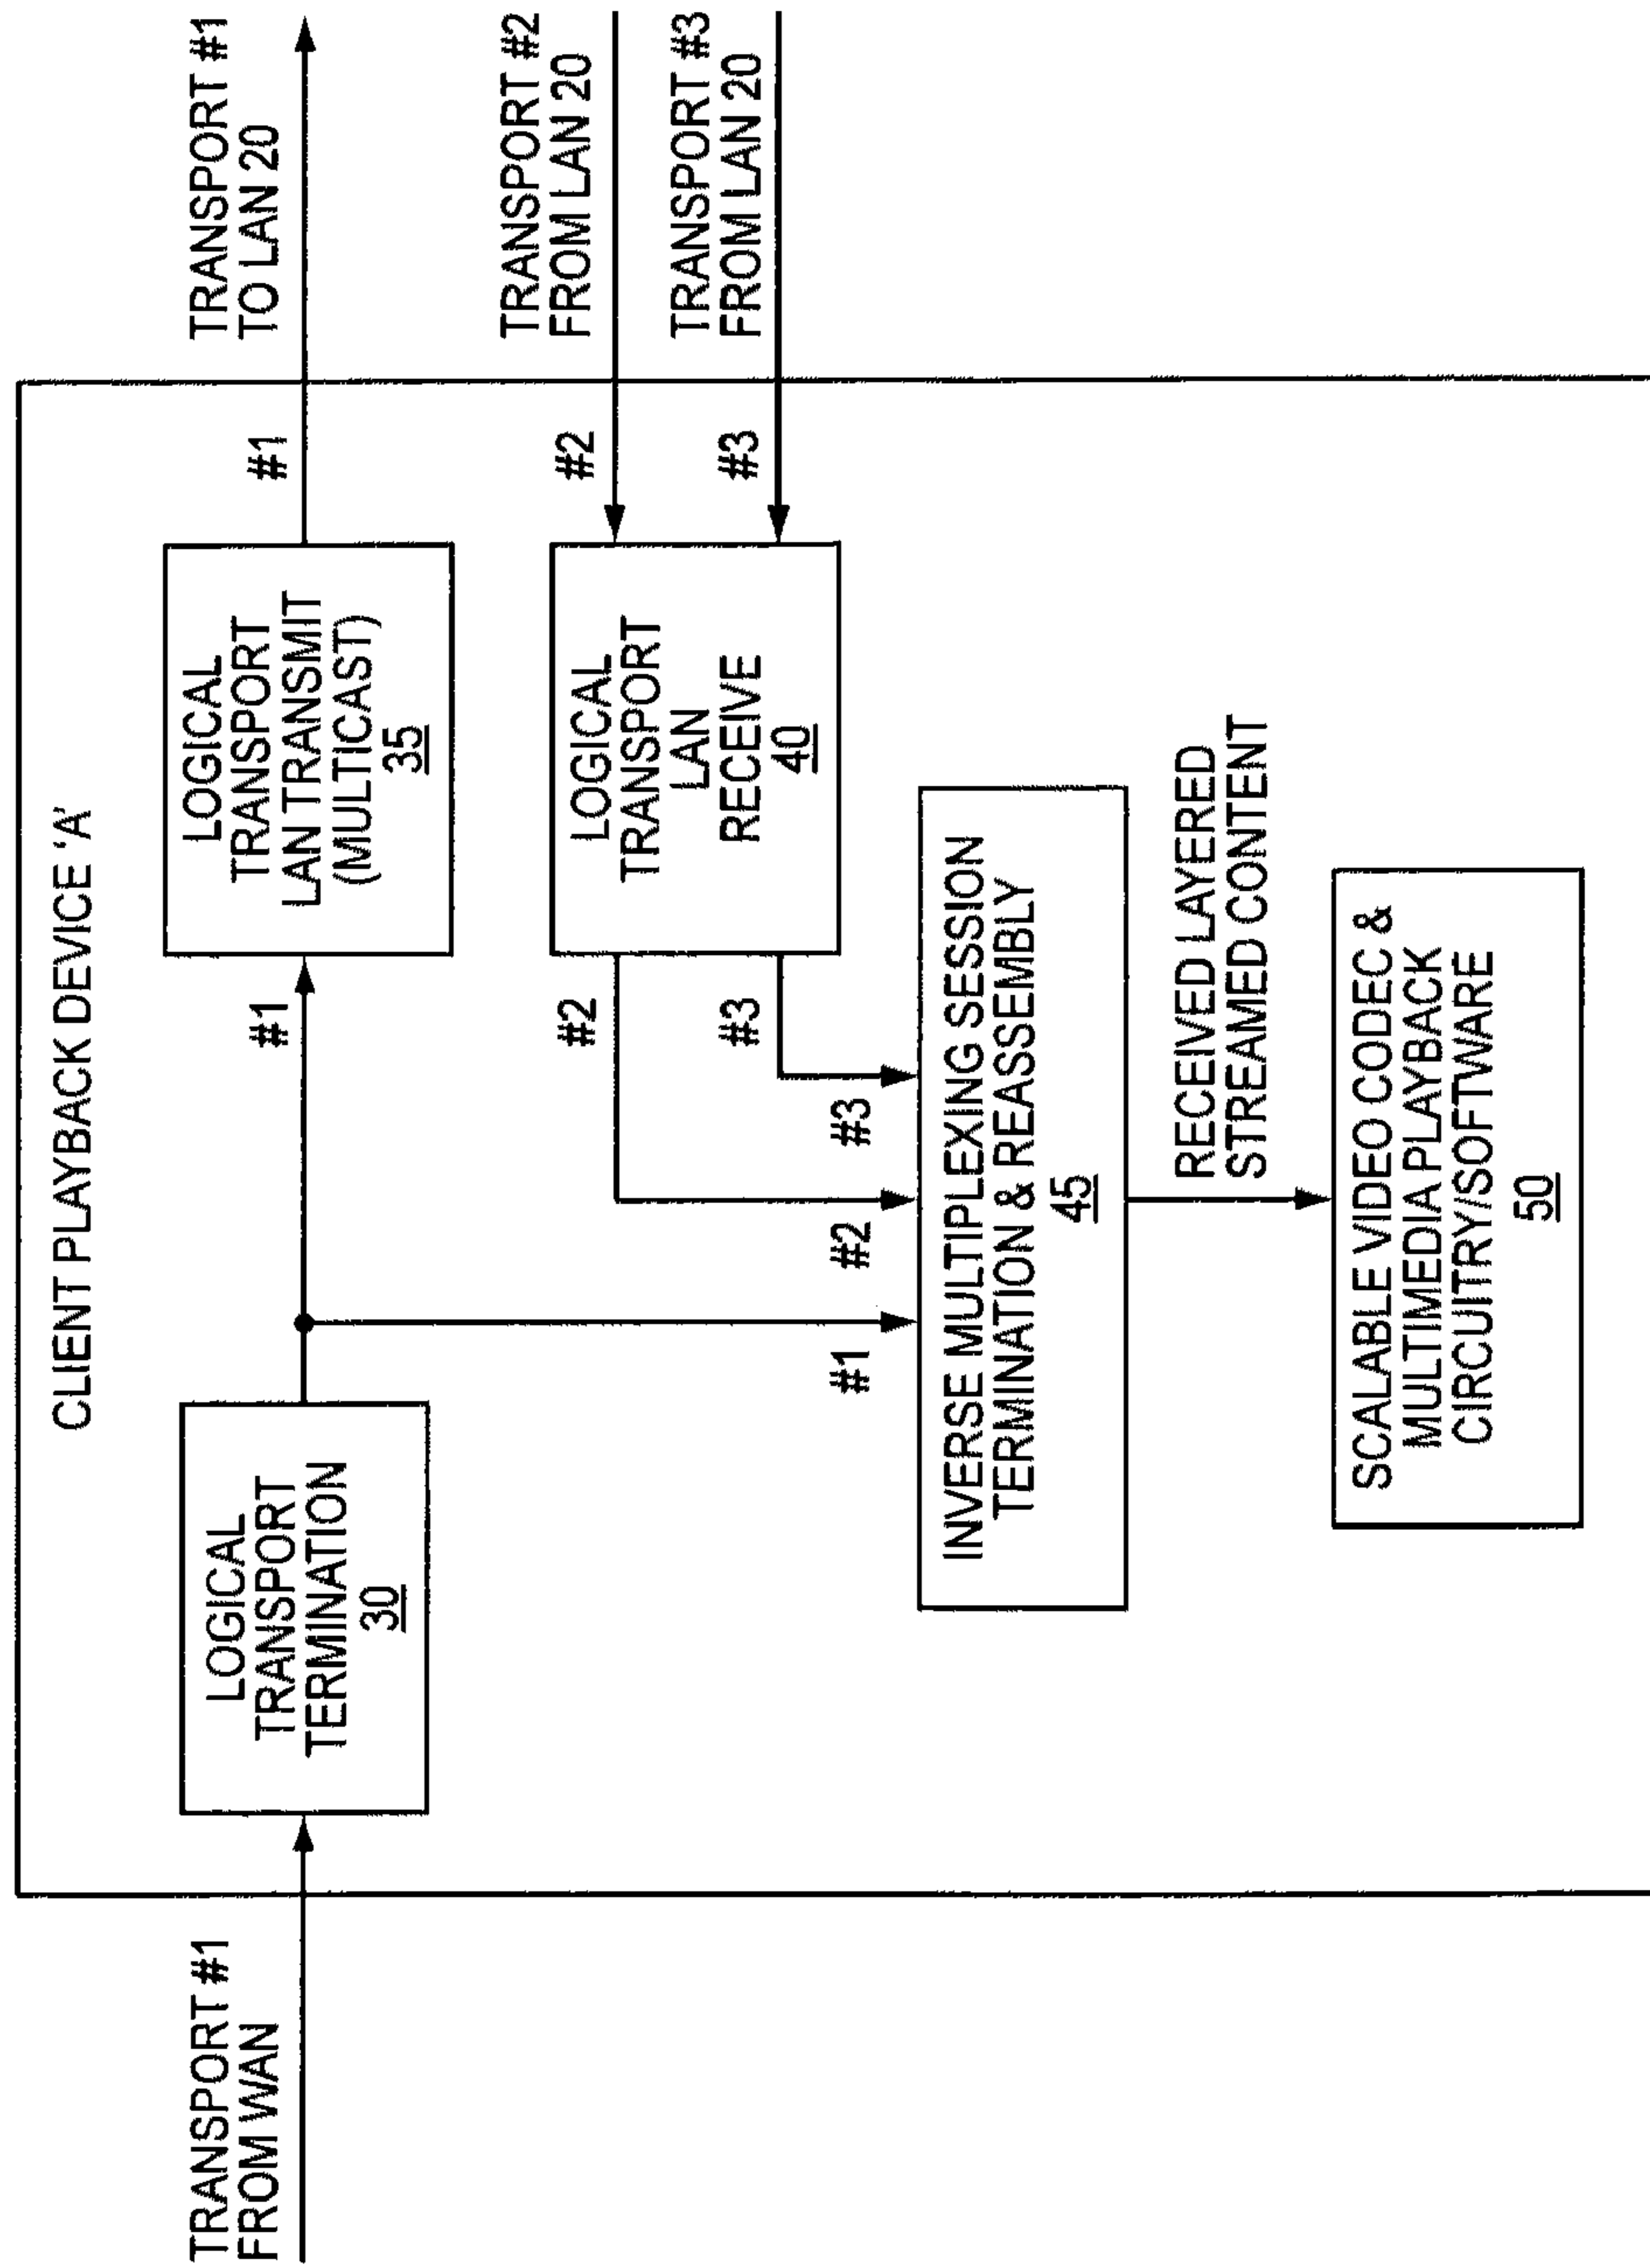 CLIENT PLAYBACK DEVICE 'A'
TRANSPORT #1
FROM WAN
LOGICAL
TRANSPORT
TERMINATION
30
#1
LOGICAL
TRANSPORT
LAN TRANSMIT
(MULTICAST)
35
#1
TRANSPORT #1
TO LAN 20
TRANSPORT #2
FROM LAN 20
#2
TRANSPORT #3
FROM LAN 20
#3
LOGICAL
TRANSPORT
LAN
RECEIVE
40
#2
#3
#1
#2
#3
INVERSE MULTIPLEXING SESSION
TERMINATION & REASSEMBLY
45
RECEIVED LAYERED
STREAMED CONTENT
SCALABLE VIDEO CODEC &
MULTIMEDIA PLAYBACK
CIRCUITRY/SOFTWARE
50